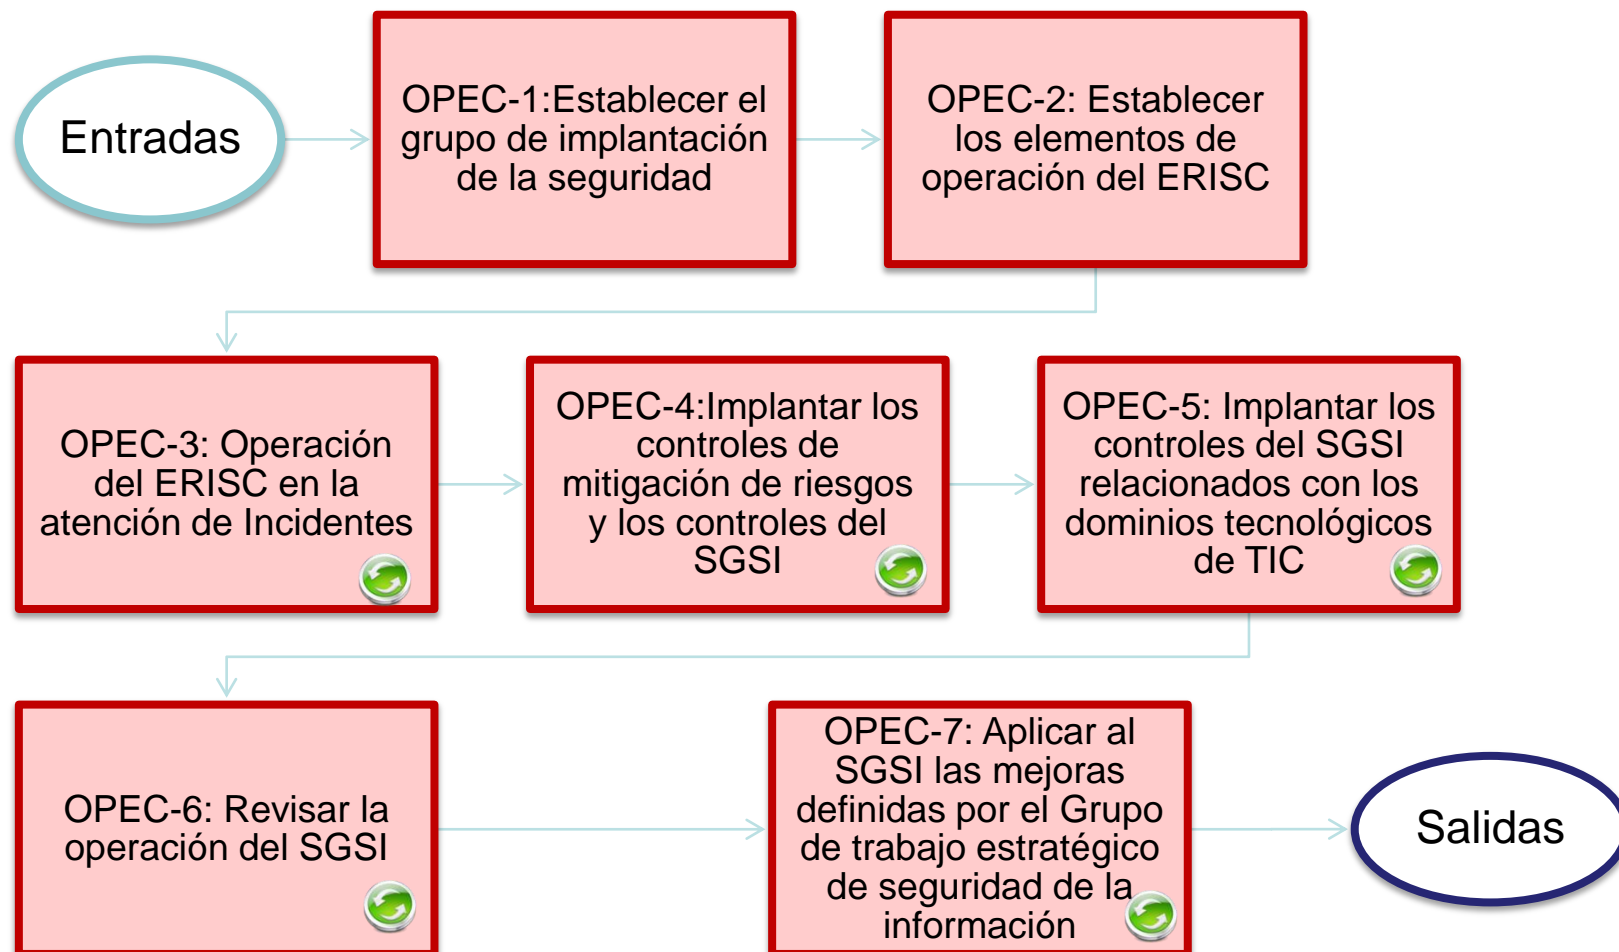 Entradas
OPEC-1:Establecer el
grupo de implantación
de la seguridad
OPEC-2: Establecer
los elementos de
operación del ERISC
OPEC-3: Operación
del ERISC en la
atención de Incidentes
OPEC-4:Implantar los
controles de
mitigación de riesgos
y los controles del
SGSI
OPEC-5: Implantar los
controles del SGSI
relacionados con los
dominios tecnológicos
de TIC
OPEC-6: Revisar la
operación del SGSI
OPEC-7: Aplicar al
SGSI las mejoras
definidas por el Grupo
de trabajo estratégico
de seguridad de la
información
Salidas